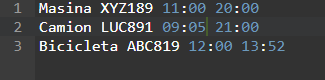 1 Masina XYZ189 11:00 20:00
2 Camion LUC891 09:05 21:00
3 Bicicleta ABC819 12:00 13:52